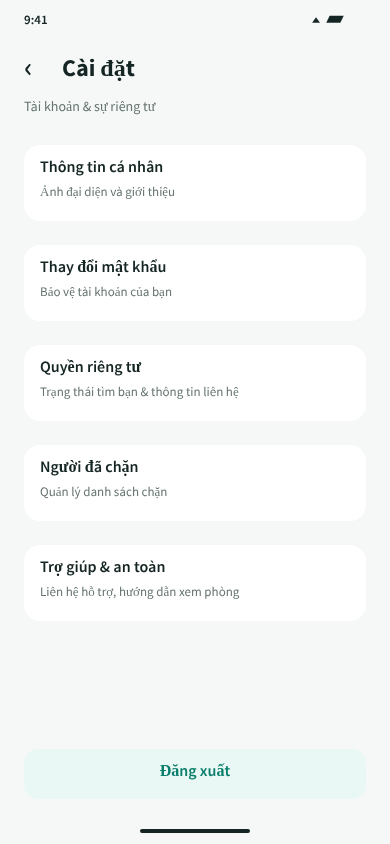 9:41
Cài đặt
Tài khoản & sự riêng tư
Thông tin cá nhân
Ảnh đại diện và giới thiệu
Thay đổi mật khẩu
Bảo vệ tài khoản của bạn
Quyền riêng tư
Trạng thái tìm bạn & thông tin liên hệ
Người đã chặn
Quản lý danh sách chặn
Trợ giúp & an toàn
Liên hệ hỗ trợ, hướng dẫn xem phòng
Đăng xuất